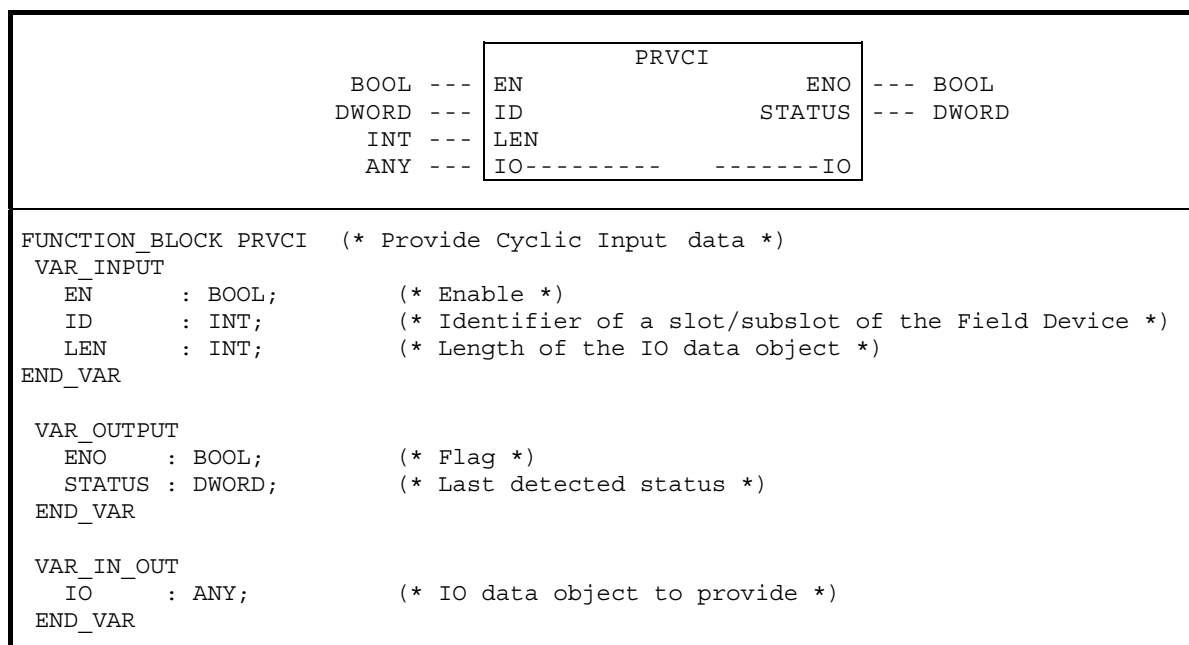 PRVCI
BOOL --- EN ENO --- BOOL
DWORD --- ID STATUS --- DWORD
INT --- LEN
ANY --- IO--------- -------IO
FUNCTION_BLOCK PRVCI (* Provide Cyclic Input data *)
VAR_INPUT
EN : BOOL; (* Enable *)
ID : INT; (* Identifier of a slot/subslot of the Field Device *)
LEN : INT; (* Length of the IO data object *)
END_VAR
VAR_OUTPUT
ENO : BOOL; (* Flag *)
STATUS : DWORD; (* Last detected status *)
END_VAR
VAR_IN_OUT
IO : ANY; (* IO data object to provide *)
END_VAR